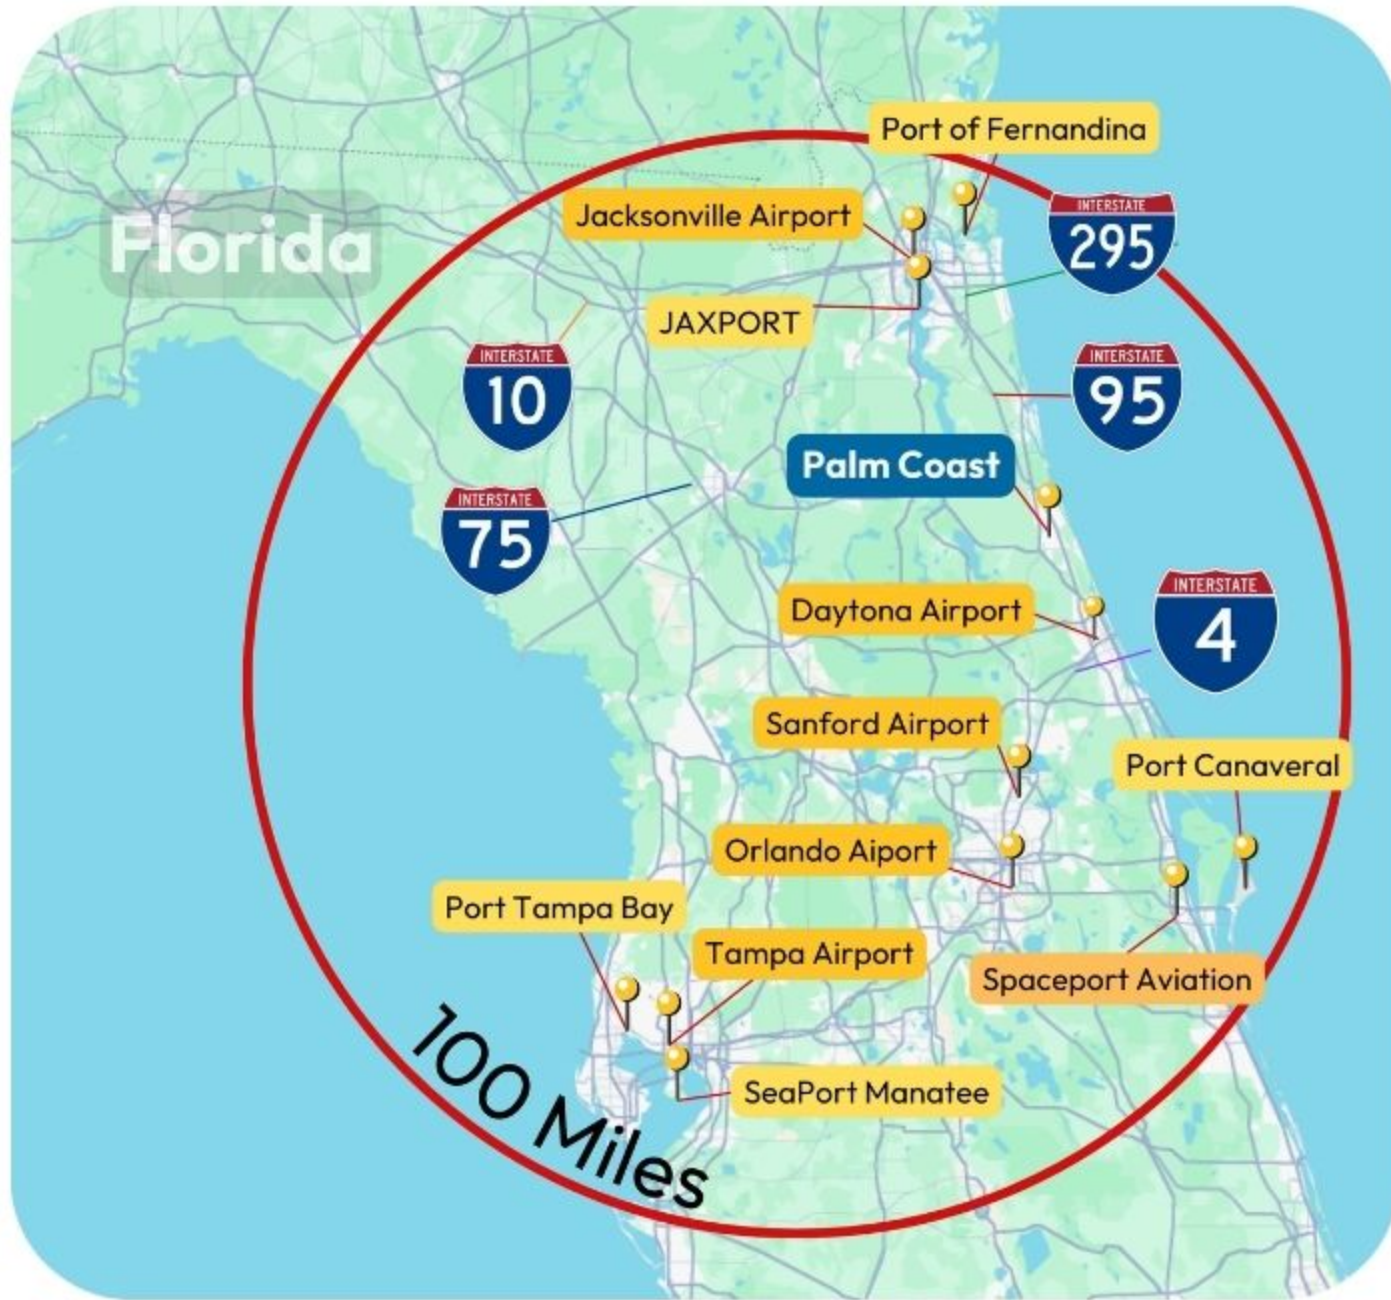 Port of Fernandina
Jacksonville Airport
INTERSTATE
295
Florida
JAXPORT
INTERSTATE
10
INTERSTATE
95
Palm Coast
INTERSTATE
75
Daytona Airport
INTERSTATE
4
Sanford Airport
Port Canaveral
Orlando Aiport
Port Tampa Bay
Tampa Airport
Spaceport Aviation
100 Miles
SeaPort Manatee